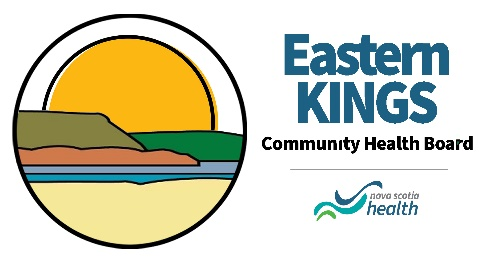 Eastern
KINGS
Community Health Board
nova scotia
health